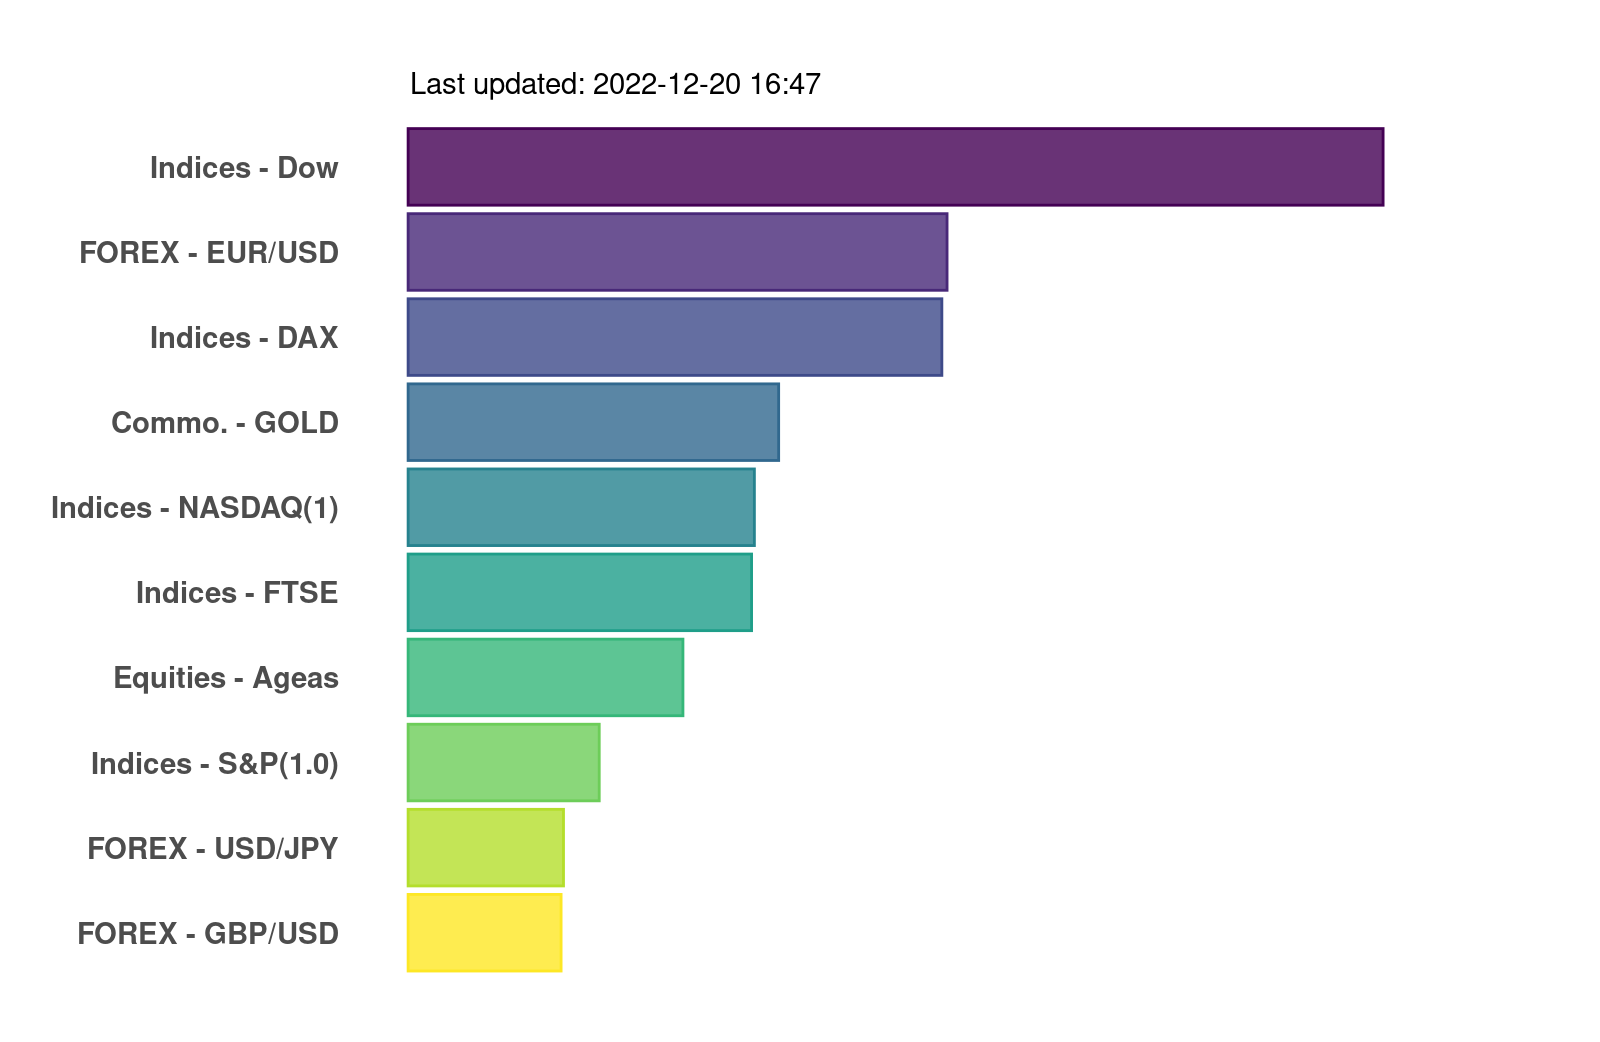 Last updated: 2022-12-20 16:47
Indices - Dow
FOREX - EUR/USD
Indices - DAX
Commo. - GOLD
Indices - NASDAQ(1)
Indices - FTSE
Equities - Ageas
Indices - S&P(1.0)
FOREX - USD/JPY
FOREX - GBP/USD